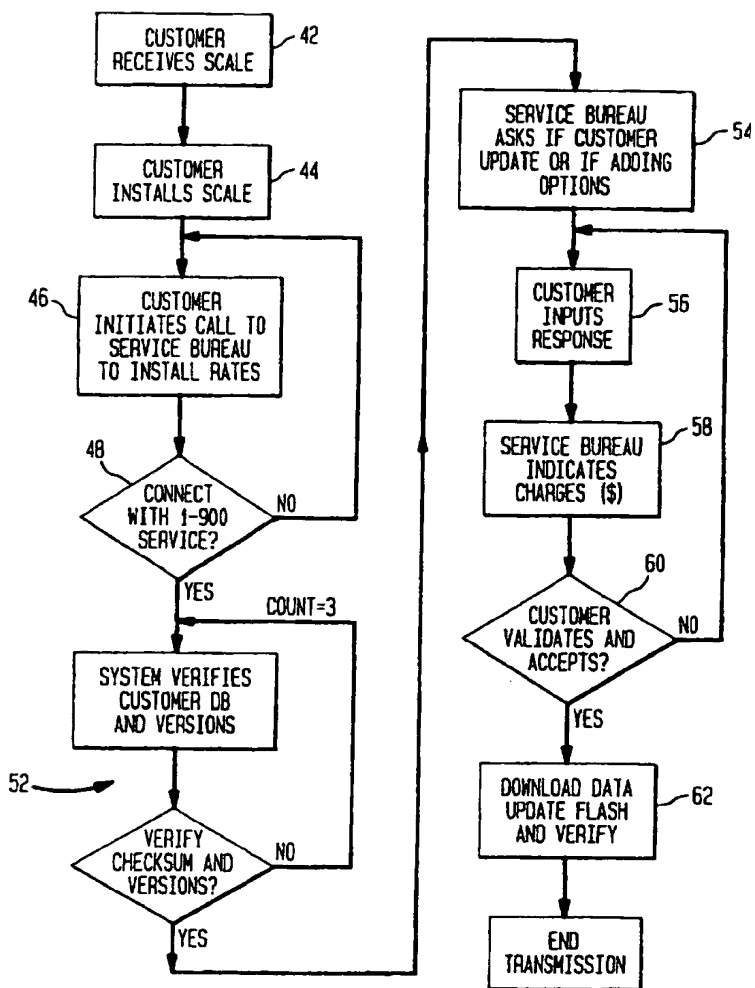 CUSTOMER
RECEIVES SCALE
42
CUSTOMER
INSTALLS SCALE
44
46
CUSTOMER
INITIATES CALL TO
SERVICE BUREAU
TO INSTALL RATES
48
CONNECT
WITH 1-900
SERVICE?
NO
YES
COUNT=3
SYSTEM VERIFIES
CUSTOMER DB
AND VERSIONS
52
VERIFY
CHECKSUM AND
VERSIONS?
NO
YES
SERVICE BUREAU
ASKS IF CUSTOMER
UPDATE OR IF ADDING
OPTIONS
54
CUSTOMER
INPUTS
RESPONSE
56
SERVICE BUREAU
INDICATES
CHARGES ($)
58
60
CUSTOMER
VALIDATES AND
ACCEPTS?
NO
YES
DOWNLOAD DATA
UPDATE FLASH
AND VERIFY
62
END
TRANSMISSION